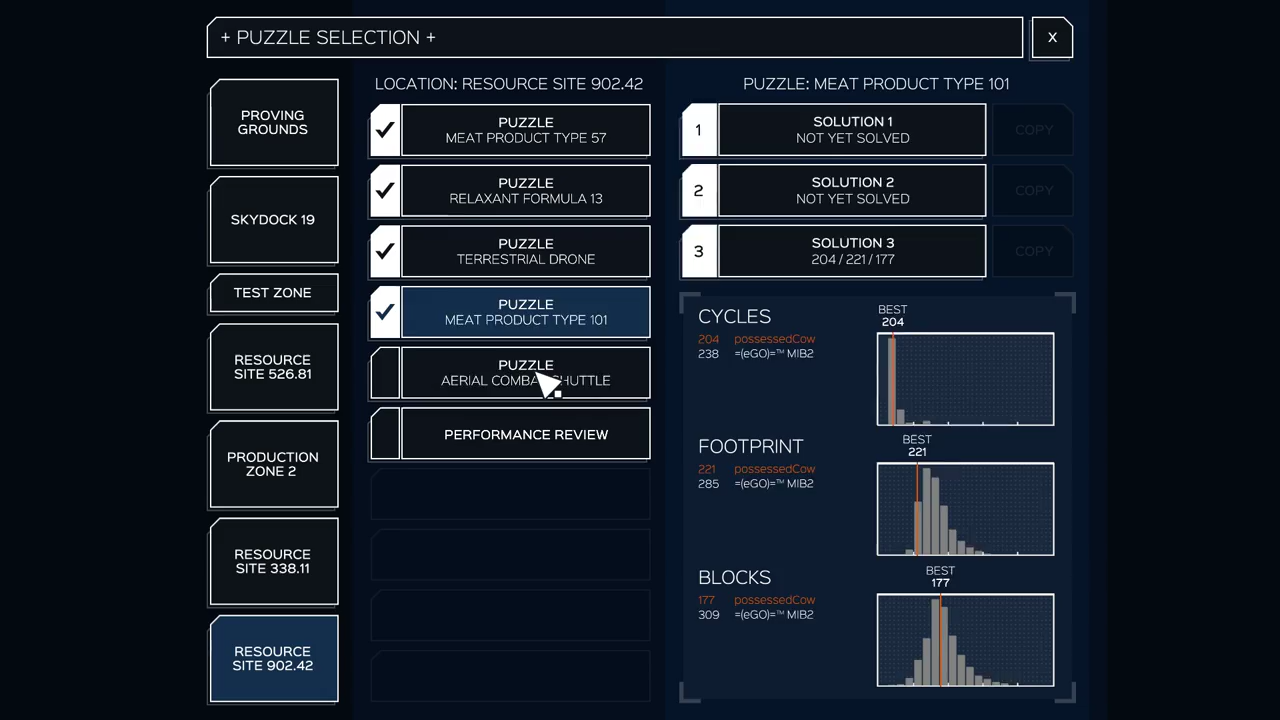 + PUZZLE SELECTION +
X
PROVING
GROUNDS
SKYDOCK 19
TEST ZONE
RESOURCE
SITE 526.81
PRODUCTION
ZONE 2
RESOURCE
SITE 338.11
RESOURCE
SITE 902.42
LOCATION: RESOURCE SITE 902.42
PUZZLE
MEAT PRODUCT TYPE 57
PUZZLE
RELAXANT FORMULA 13
PUZZLE
TERRESTRIAL DRONE
PUZZLE
MEAT PRODUCT TYPE 101
PUZZLE
AERIAL COMBAT SHUTTLE
PERFORMANCE REVIEW
PUZZLE: MEAT PRODUCT TYPE 101
1
SOLUTION 1
NOT YET SOLVED
COPY
2
SOLUTION 2
NOT YET SOLVED
COPY
3
SOLUTION 3
204 / 221 / 177
COPY
CYCLES
204 possessedCow
238 =(eGO)=™ MIB2
BEST
204
FOOTPRINT
221 possessedCow
285 =(eGO)=™ MIB2
BEST
221
BLOCKS
177 possessedCow
309 =(eGO)=™ MIB2
BEST
177